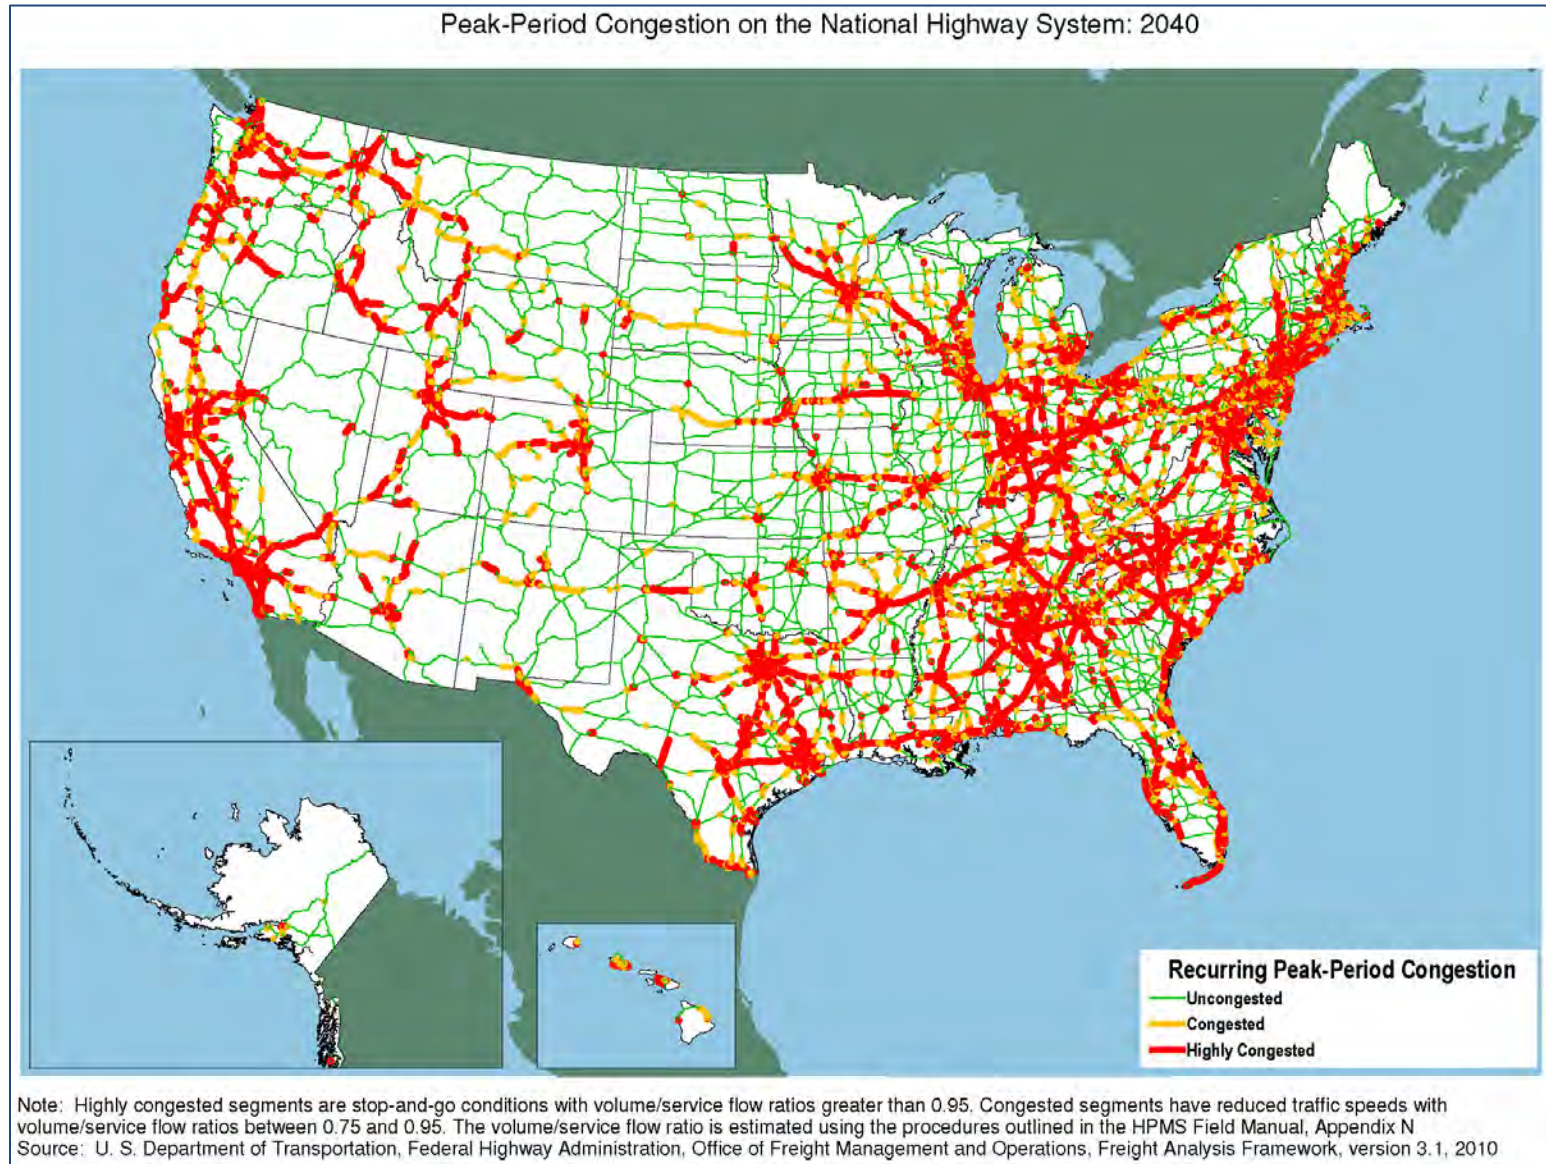 Peak-Period Congestion on the National Highway System: 2040
Recurring Peak-Period Congestion
Uncongested
Congested
Highly Congested
Note: Highly congested segments are stop-and-go conditions with volume/service flow ratios greater than 0.95. Congested segments have reduced traffic speeds with
volume/service flow ratios between 0.75 and 0.95. The volume/service flow ratio is estimated using the procedures outlined in the HPMS Field Manual, Appendix N
Source: U. S. Department of Transportation, Federal Highway Administration, Office of Freight Management and Operations, Freight Analysis Framework, version 3.1, 2010